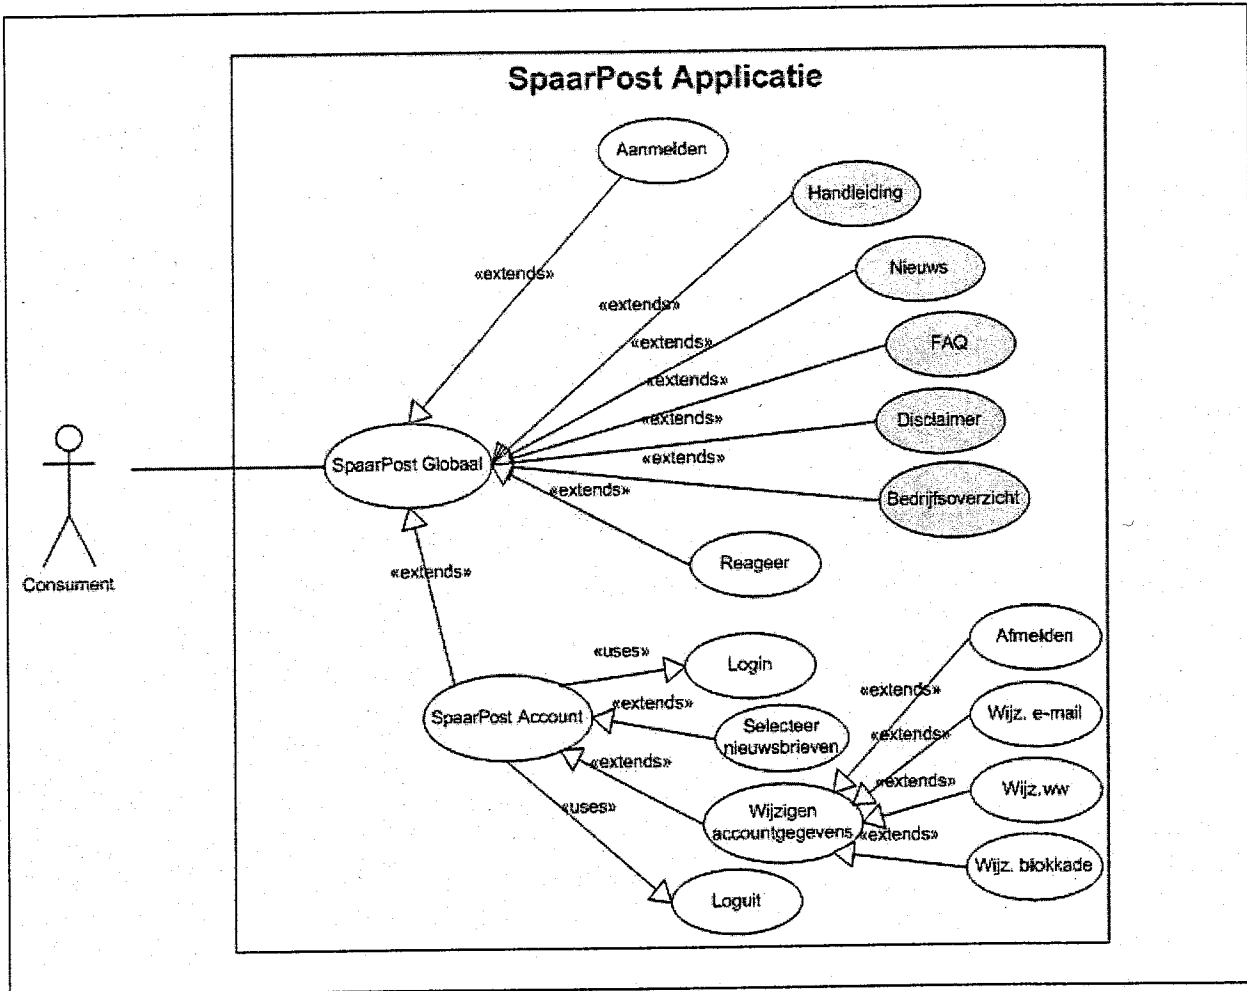 SpaarPost Applicatie
Aanmelden
Handleiding
«extends»
Nieuws
«extends»
«extends»
FAQ
«extends»
«extends»
Disclaimer
SpaarPost Globaal
«extends»
«extends»
Bedrijfsoverzicht
Reageer
«extends»
Consument
Afmelden
«uses»
Login
«extends»
SpaarPost Account
«extends»
Selecteer
nieuwsbrieven
Wijz. e-mail
«extends»
«extends»
«extends»
Wijz.ww
«uses»
Wijzigen
accountgegevens
«extends»
Wijz. blokkade
Loguit